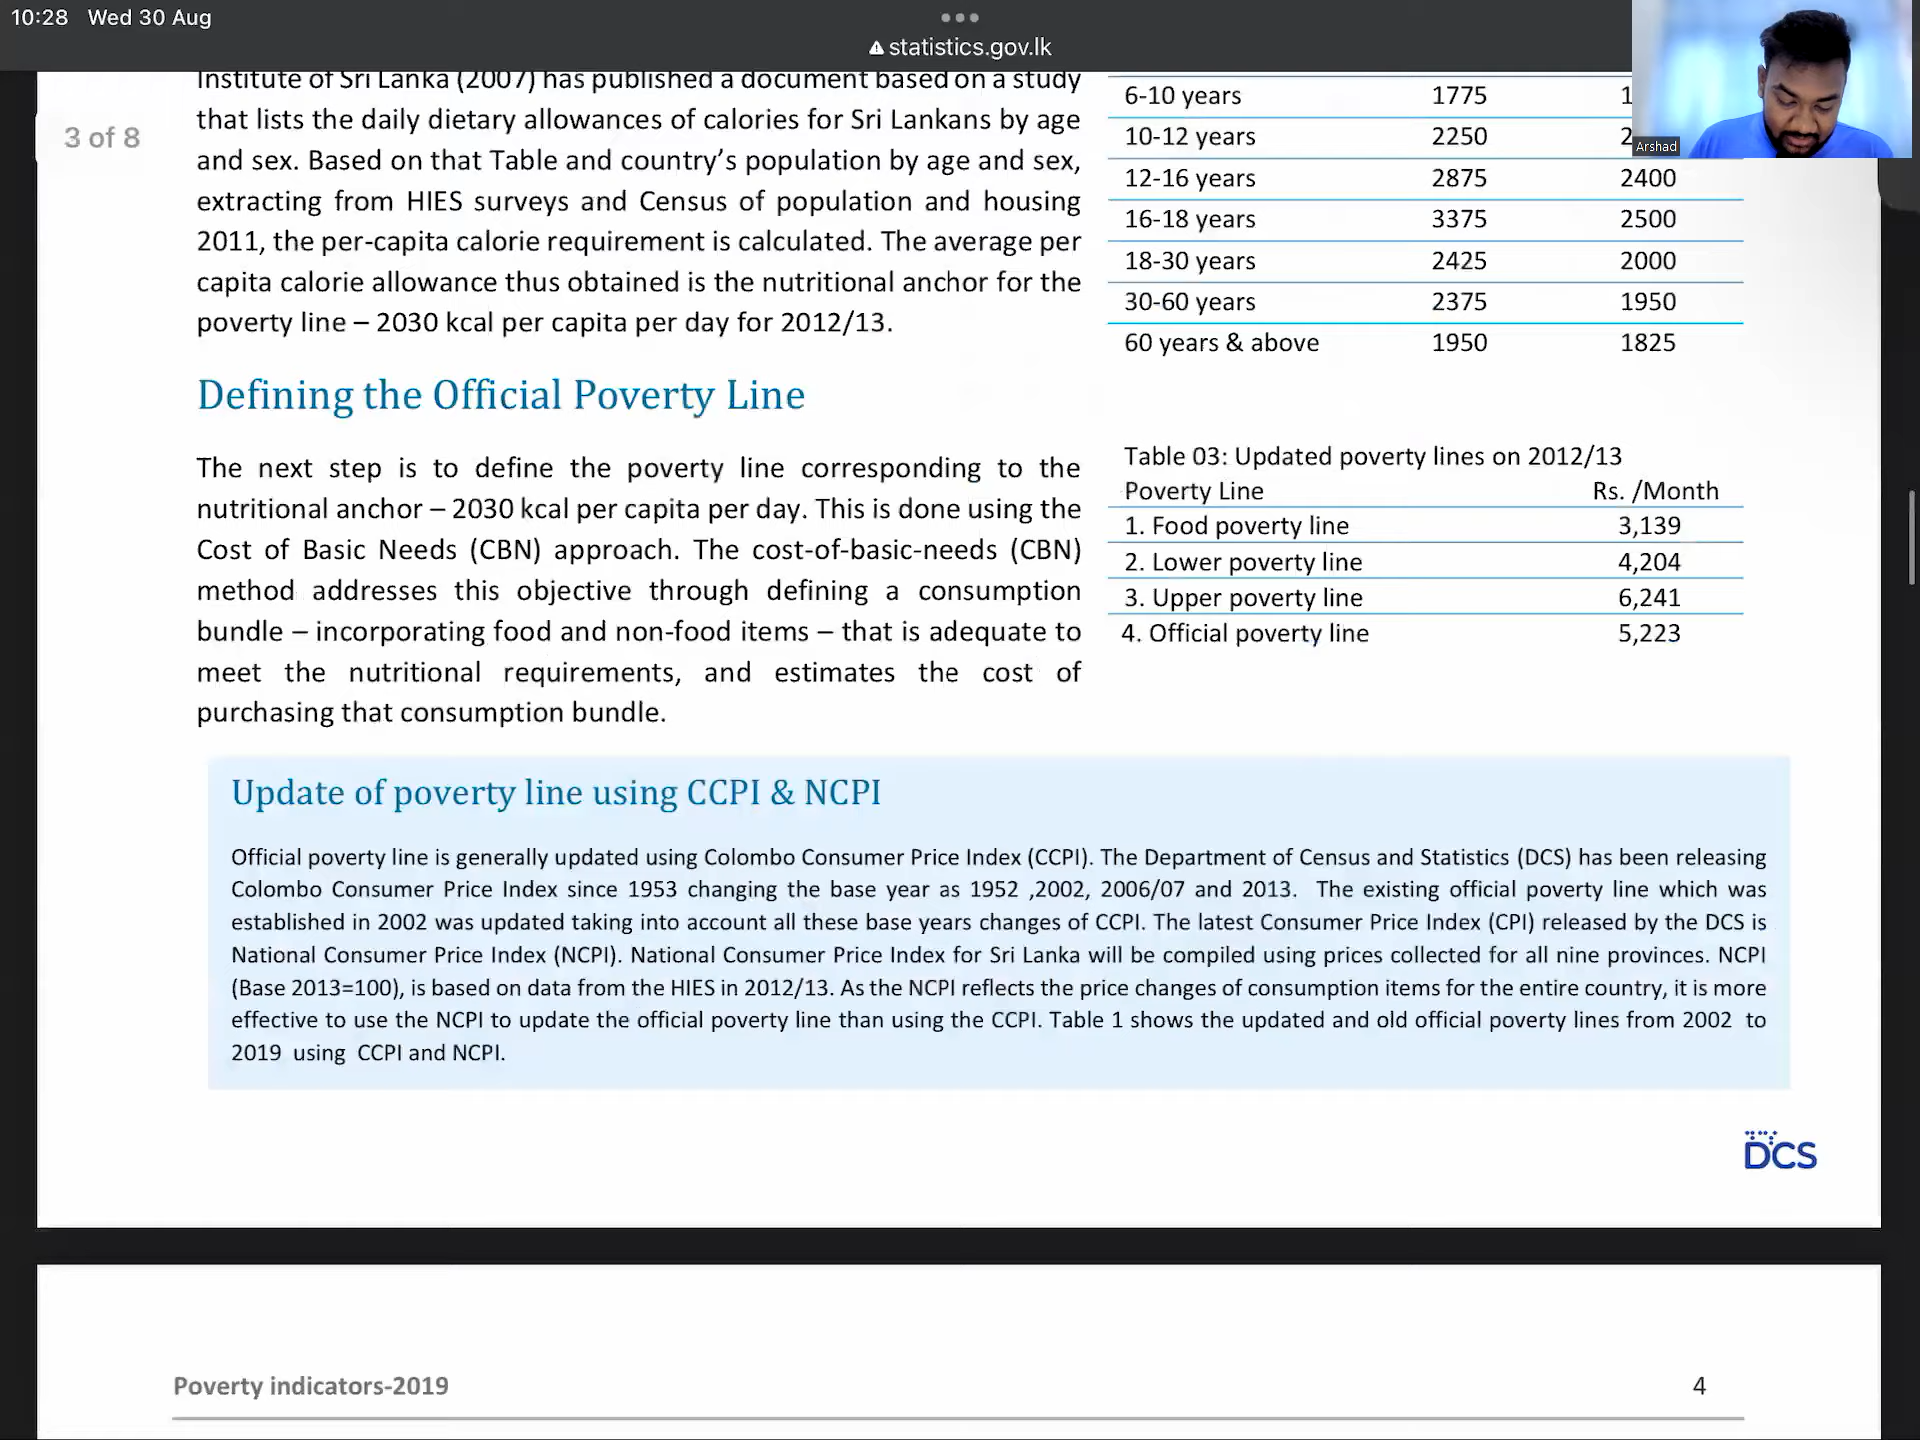 10:28 Wed 30 Aug
statistics.gov.lk
Arshad
3 of 8
Institute of Sri Lanka (2007) has published a document based on a study
that lists the daily dietary allowances of calories for Sri Lankans by age
and sex. Based on that Table and country’s population by age and sex,
extracting from HIES surveys and Census of population and housing
2011, the per-capita calorie requirement is calculated. The average per
capita calorie allowance thus obtained is the nutritional anchor for the
poverty line – 2030 kcal per capita per day for 2012/13.
6-10 years 1775
10-12 years 2250
12-16 years 2875 2400
16-18 years 3375 2500
18-30 years 2425 2000
30-60 years 2375 1950
60 years & above 1950 1825
Defining the Official Poverty Line
The next step is to define the poverty line corresponding to the
nutritional anchor – 2030 kcal per capita per day. This is done using the
Cost of Basic Needs (CBN) approach. The cost-of-basic-needs (CBN)
method addresses this objective through defining a consumption
bundle – incorporating food and non-food items – that is adequate to
meet the nutritional requirements, and estimates the cost of
purchasing that consumption bundle.
Table 03: Updated poverty lines on 2012/13
Poverty Line Rs. /Month
1. Food poverty line 3,139
2. Lower poverty line 4,204
3. Upper poverty line 6,241
4. Official poverty line 5,223
Update of poverty line using CCPI & NCPI
Official poverty line is generally updated using Colombo Consumer Price Index (CCPI). The Department of Census and Statistics (DCS) has been releasing
Colombo Consumer Price Index since 1953 changing the base year as 1952 ,2002, 2006/07 and 2013. The existing official poverty line which was
established in 2002 was updated taking into account all these base years changes of CCPI. The latest Consumer Price Index (CPI) released by the DCS is
National Consumer Price Index (NCPI). National Consumer Price Index for Sri Lanka will be compiled using prices collected for all nine provinces. NCPI
(Base 2013=100), is based on data from the HIES in 2012/13. As the NCPI reflects the price changes of consumption items for the entire country, it is more
effective to use the NCPI to update the official poverty line than using the CCPI. Table 1 shows the updated and old official poverty lines from 2002 to
2019 using CCPI and NCPI.
DCS
Poverty indicators-2019 4